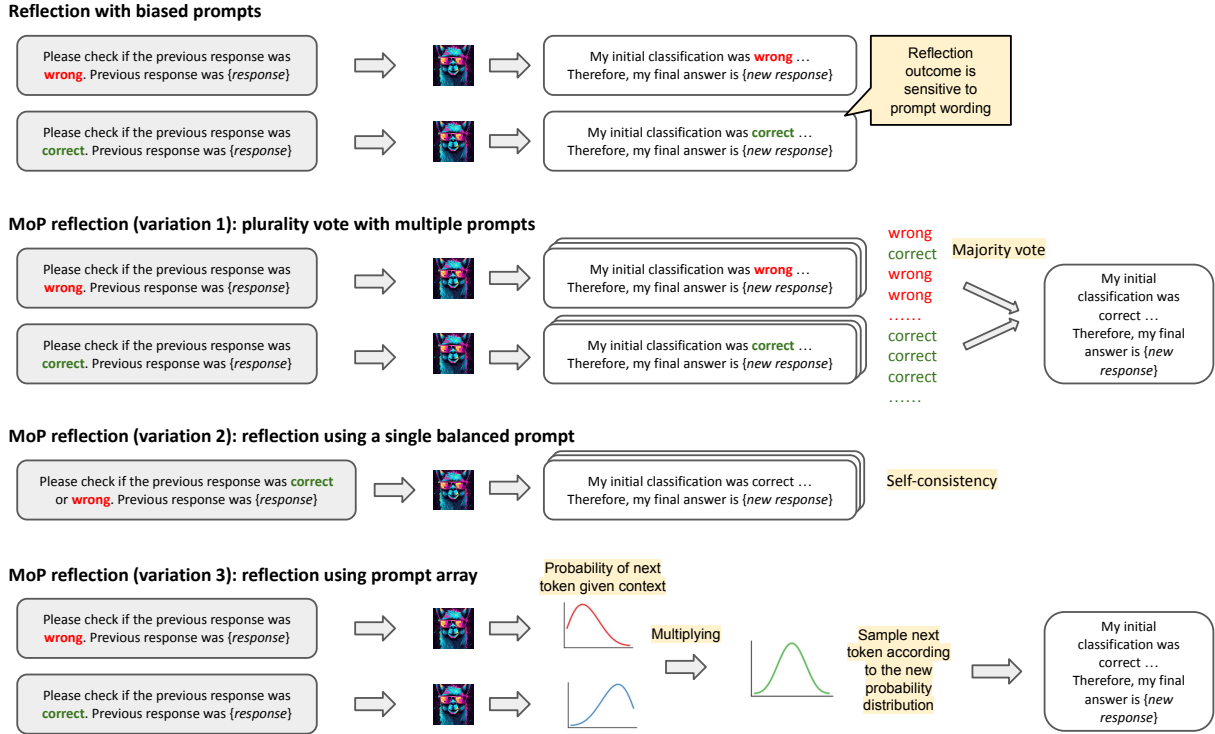 Reflection with biased prompts
Please check if the previous response was
wrong. Previous response was {response}
My initial classification was wrong …
Therefore, my final answer is {new response}
Reflection
outcome is
sensitive to
prompt wording
Please check if the previous response was
correct. Previous response was {response}
My initial classification was correct …
Therefore, my final answer is {new response}
MoP reflection (variation 1): plurality vote with multiple prompts
Please check if the previous response was
wrong. Previous response was {response}
My initial classification was wrong …
Therefore, my final answer is {new response}
Please check if the previous response was
correct. Previous response was {response}
My initial classification was correct …
Therefore, my final answer is {new response}
wrong
correct
wrong
wrong
……
correct
correct
correct
……
Majority vote
My initial
classification was
correct …
Therefore, my final
answer is {new
response}
MoP reflection (variation 2): reflection using a single balanced prompt
Please check if the previous response was correct
or wrong. Previous response was {response}
My initial classification was correct …
Therefore, my final answer is {new response}
Self-consistency
MoP reflection (variation 3): reflection using prompt array
Please check if the previous response was
wrong. Previous response was {response}
Please check if the previous response was
correct. Previous response was {response}
Probability of next
token given context
Multiplying
Sample next
token according
to the new
probability
distribution
My initial
classification was
correct …
Therefore, my final
answer is {new
response}